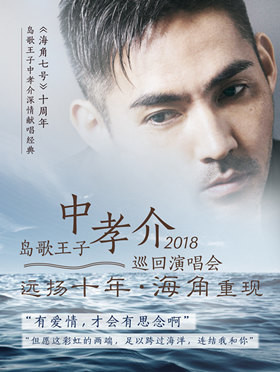 《海角七号》十周年
岛歌王子中孝介深情献唱经典
中孝介
岛歌王子
2018
巡回演唱会
远扬十年·海角重现
“有爱情，才会有思念啊”
“但愿这彩虹的两端，足以跨过海洋，连结我和你”